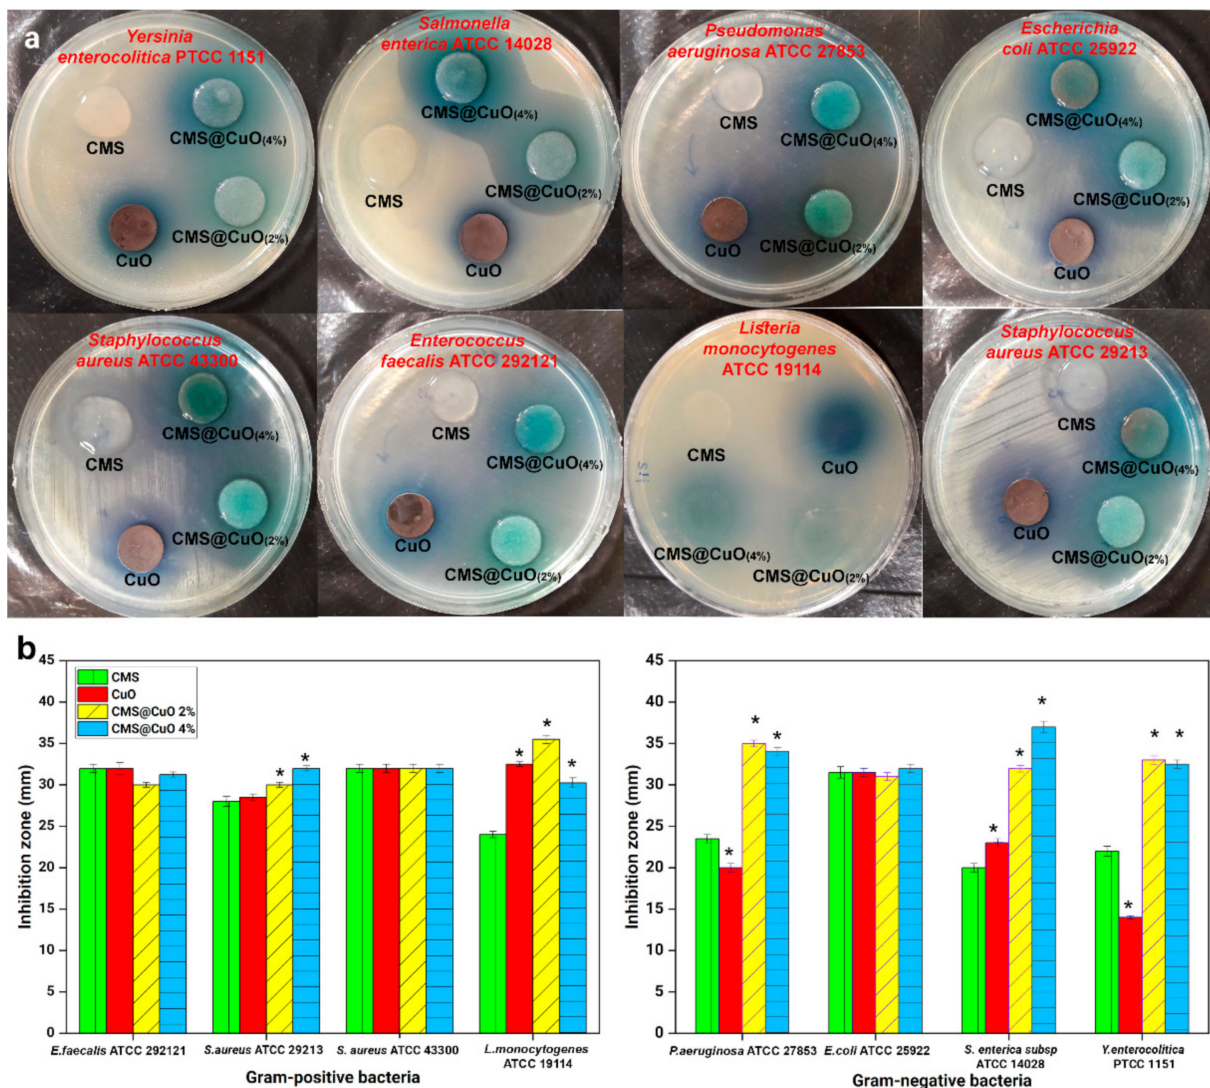 a
Yersinia
enterocolitica PTCC 1151
CMS
CMS@CuO(4%)
CMS@CuO(2%)
CuO
Salmonella
enterica ATCC 14028
CMS@CuO(4%)
CMS@CuO(2%)
CMS
CuO
Pseudomonas
aeruginosa ATCC 27853
CMS
CMS@CuO(4%)
CuO
CMS@CuO(2%)
Escherichia
coli ATCC 25922
CMS@CuO(4%)
CMS
CMS@CuO(2%)
CuO
Staphylococcus
aureus ATCC 43300
CMS@CuO(4%)
CMS
CMS@CuO(2%)
CuO
Enterococcus
faecalis ATCC 292121
CMS
CMS@CuO(4%)
CuO
CMS@CuO(2%)
Listeria
monocytogenes
ATCC 19114
CMS
CuO
CMS@CuO(4%)
CMS@CuO(2%)
Staphylococcus
aureus ATCC 29213
CMS
CMS@CuO(4%)
CuO
CMS@CuO(2%)
b
Inhibition zone (mm)
45
40
35
30
25
20
15
10
5
0
CMS
CuO
CMS@CuO 2%
CMS@CuO 4%
* * * * *
E.faecalis ATCC 292121
S.aureus ATCC 29213
S. aureus ATCC 43300
L.monocytogenes
ATCC 19114
Gram-positive bacteria
Inhibition zone (mm)
45
40
35
30
25
20
15
10
5
0
* * * * * * * * *
P.aeruginosa ATCC 27853
E.coli ATCC 25922
S. enterica subsp
ATCC 14028
Y.enterocolitica
PTCC 1151
Gram-negative bacteria